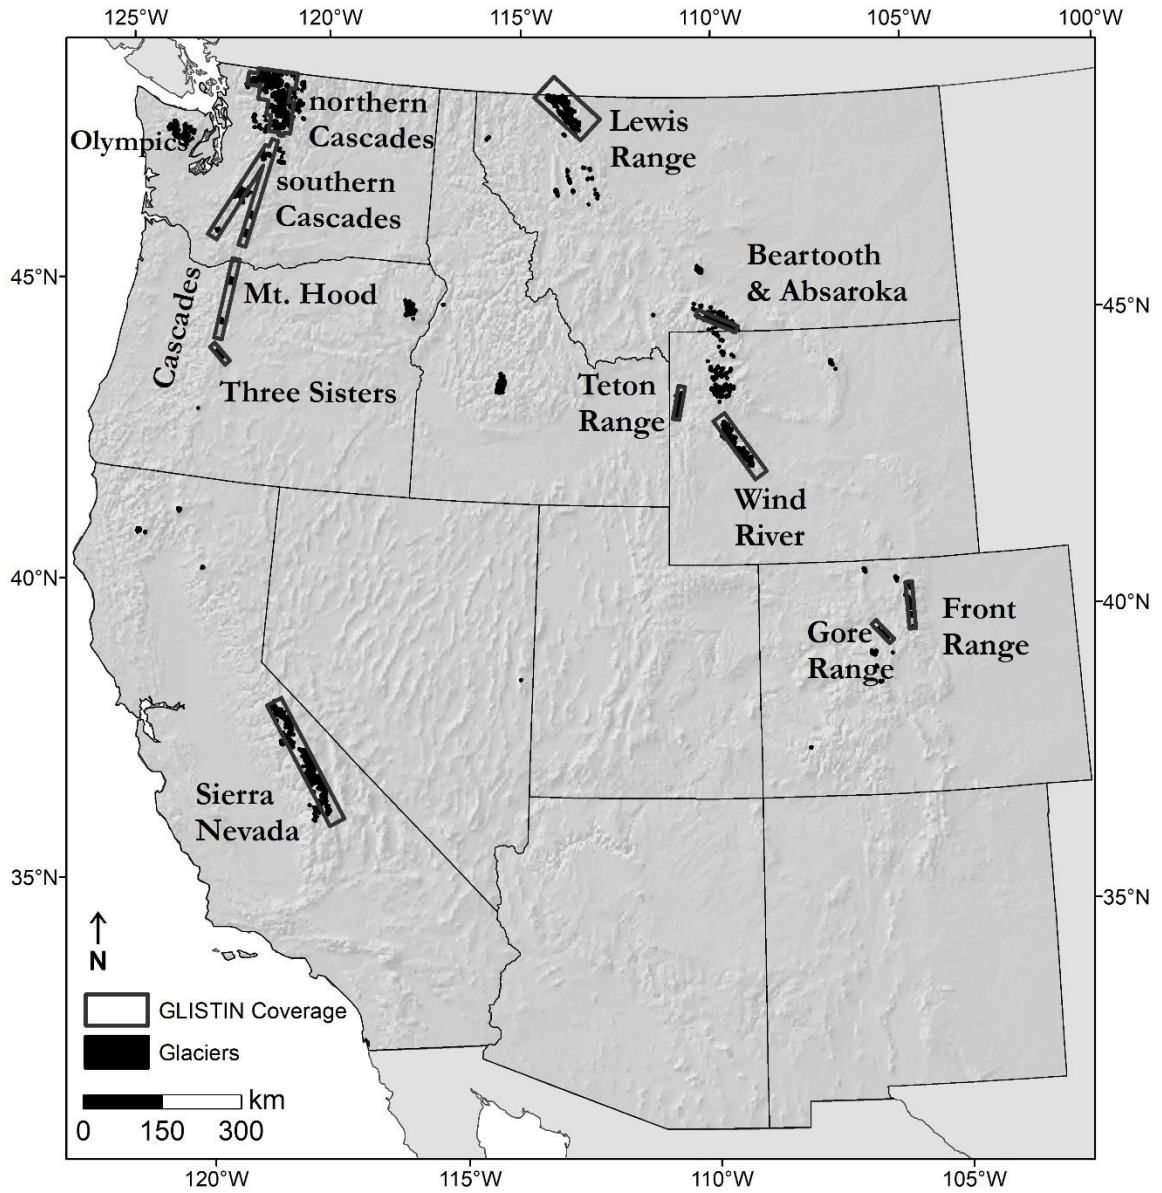 125°W
120°W
115°W
110°W
105°W
100°W
northern
Cascades
Olympics
Lewis
Range
southern
Cascades
Beartooth
& Absaroka
45°N
45°N
Cascades
Mt. Hood
Three Sisters
Teton
Range
Wind
River
40°N
40°N
Gore
Range
Front
Range
Sierra
Nevada
35°N
35°N
N
GLISTIN Coverage
Glaciers
km
0 150 300
120°W
115°W
110°W
105°W